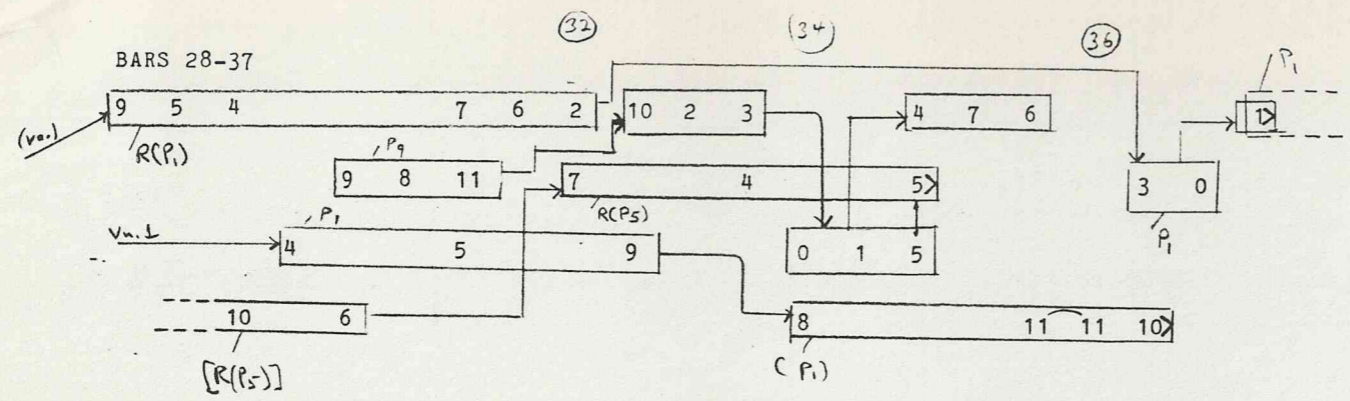 32 34 36
BARS 28-37
P1
9 5 4 7 6 2 10 2 3 4 7 6 1
(var.)
R(P1)
P9
9 8 11 7 4 5 3 0
R(P5)
P1
P1
Vn. 1
4 5 9 0 1 5
10 6 8 11 11 10
[R(P5)]
(P1)